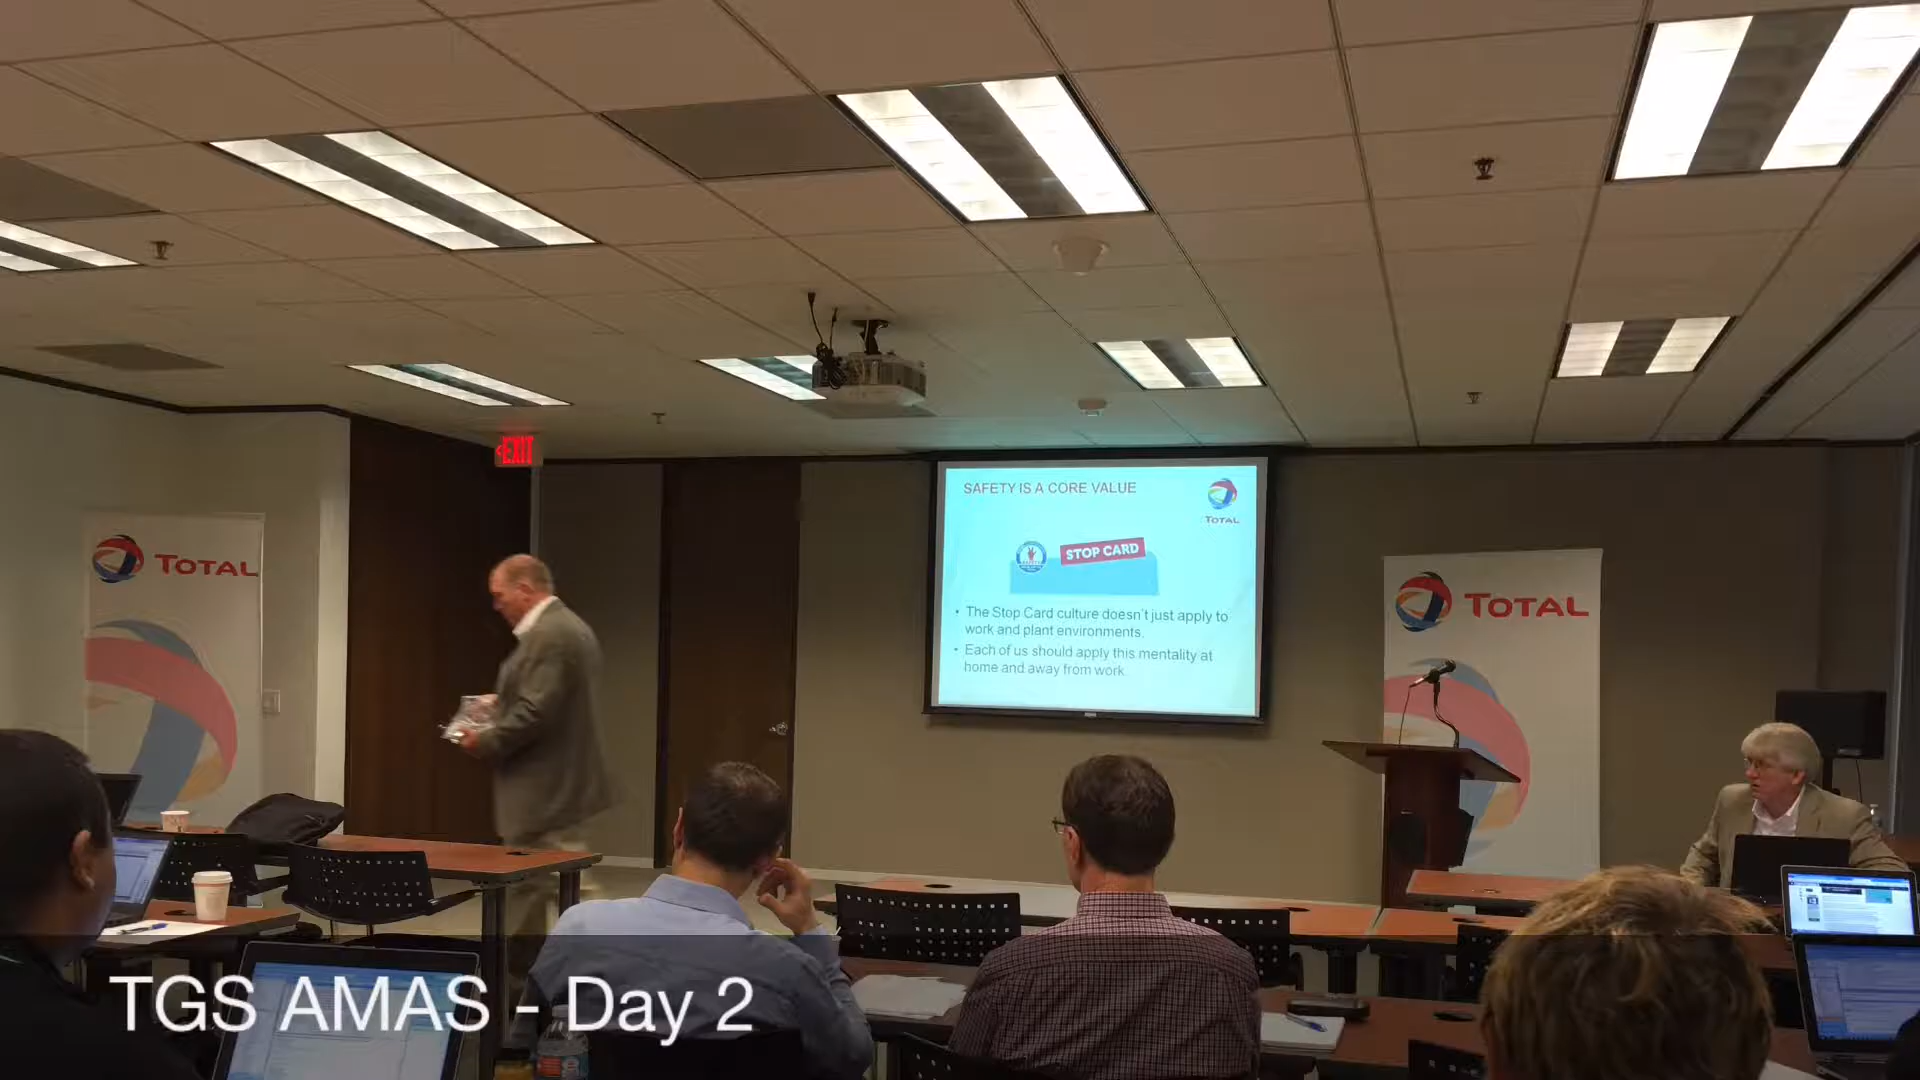 EXIT
SAFETY IS A CORE VALUE
TOTAL
STOP CARD
• The Stop Card culture doesn't just apply to
work and plant environments.
• Each of us should apply this mentality at
home and away from work.
TOTAL
TOTAL
TGS AMAS - Day 2